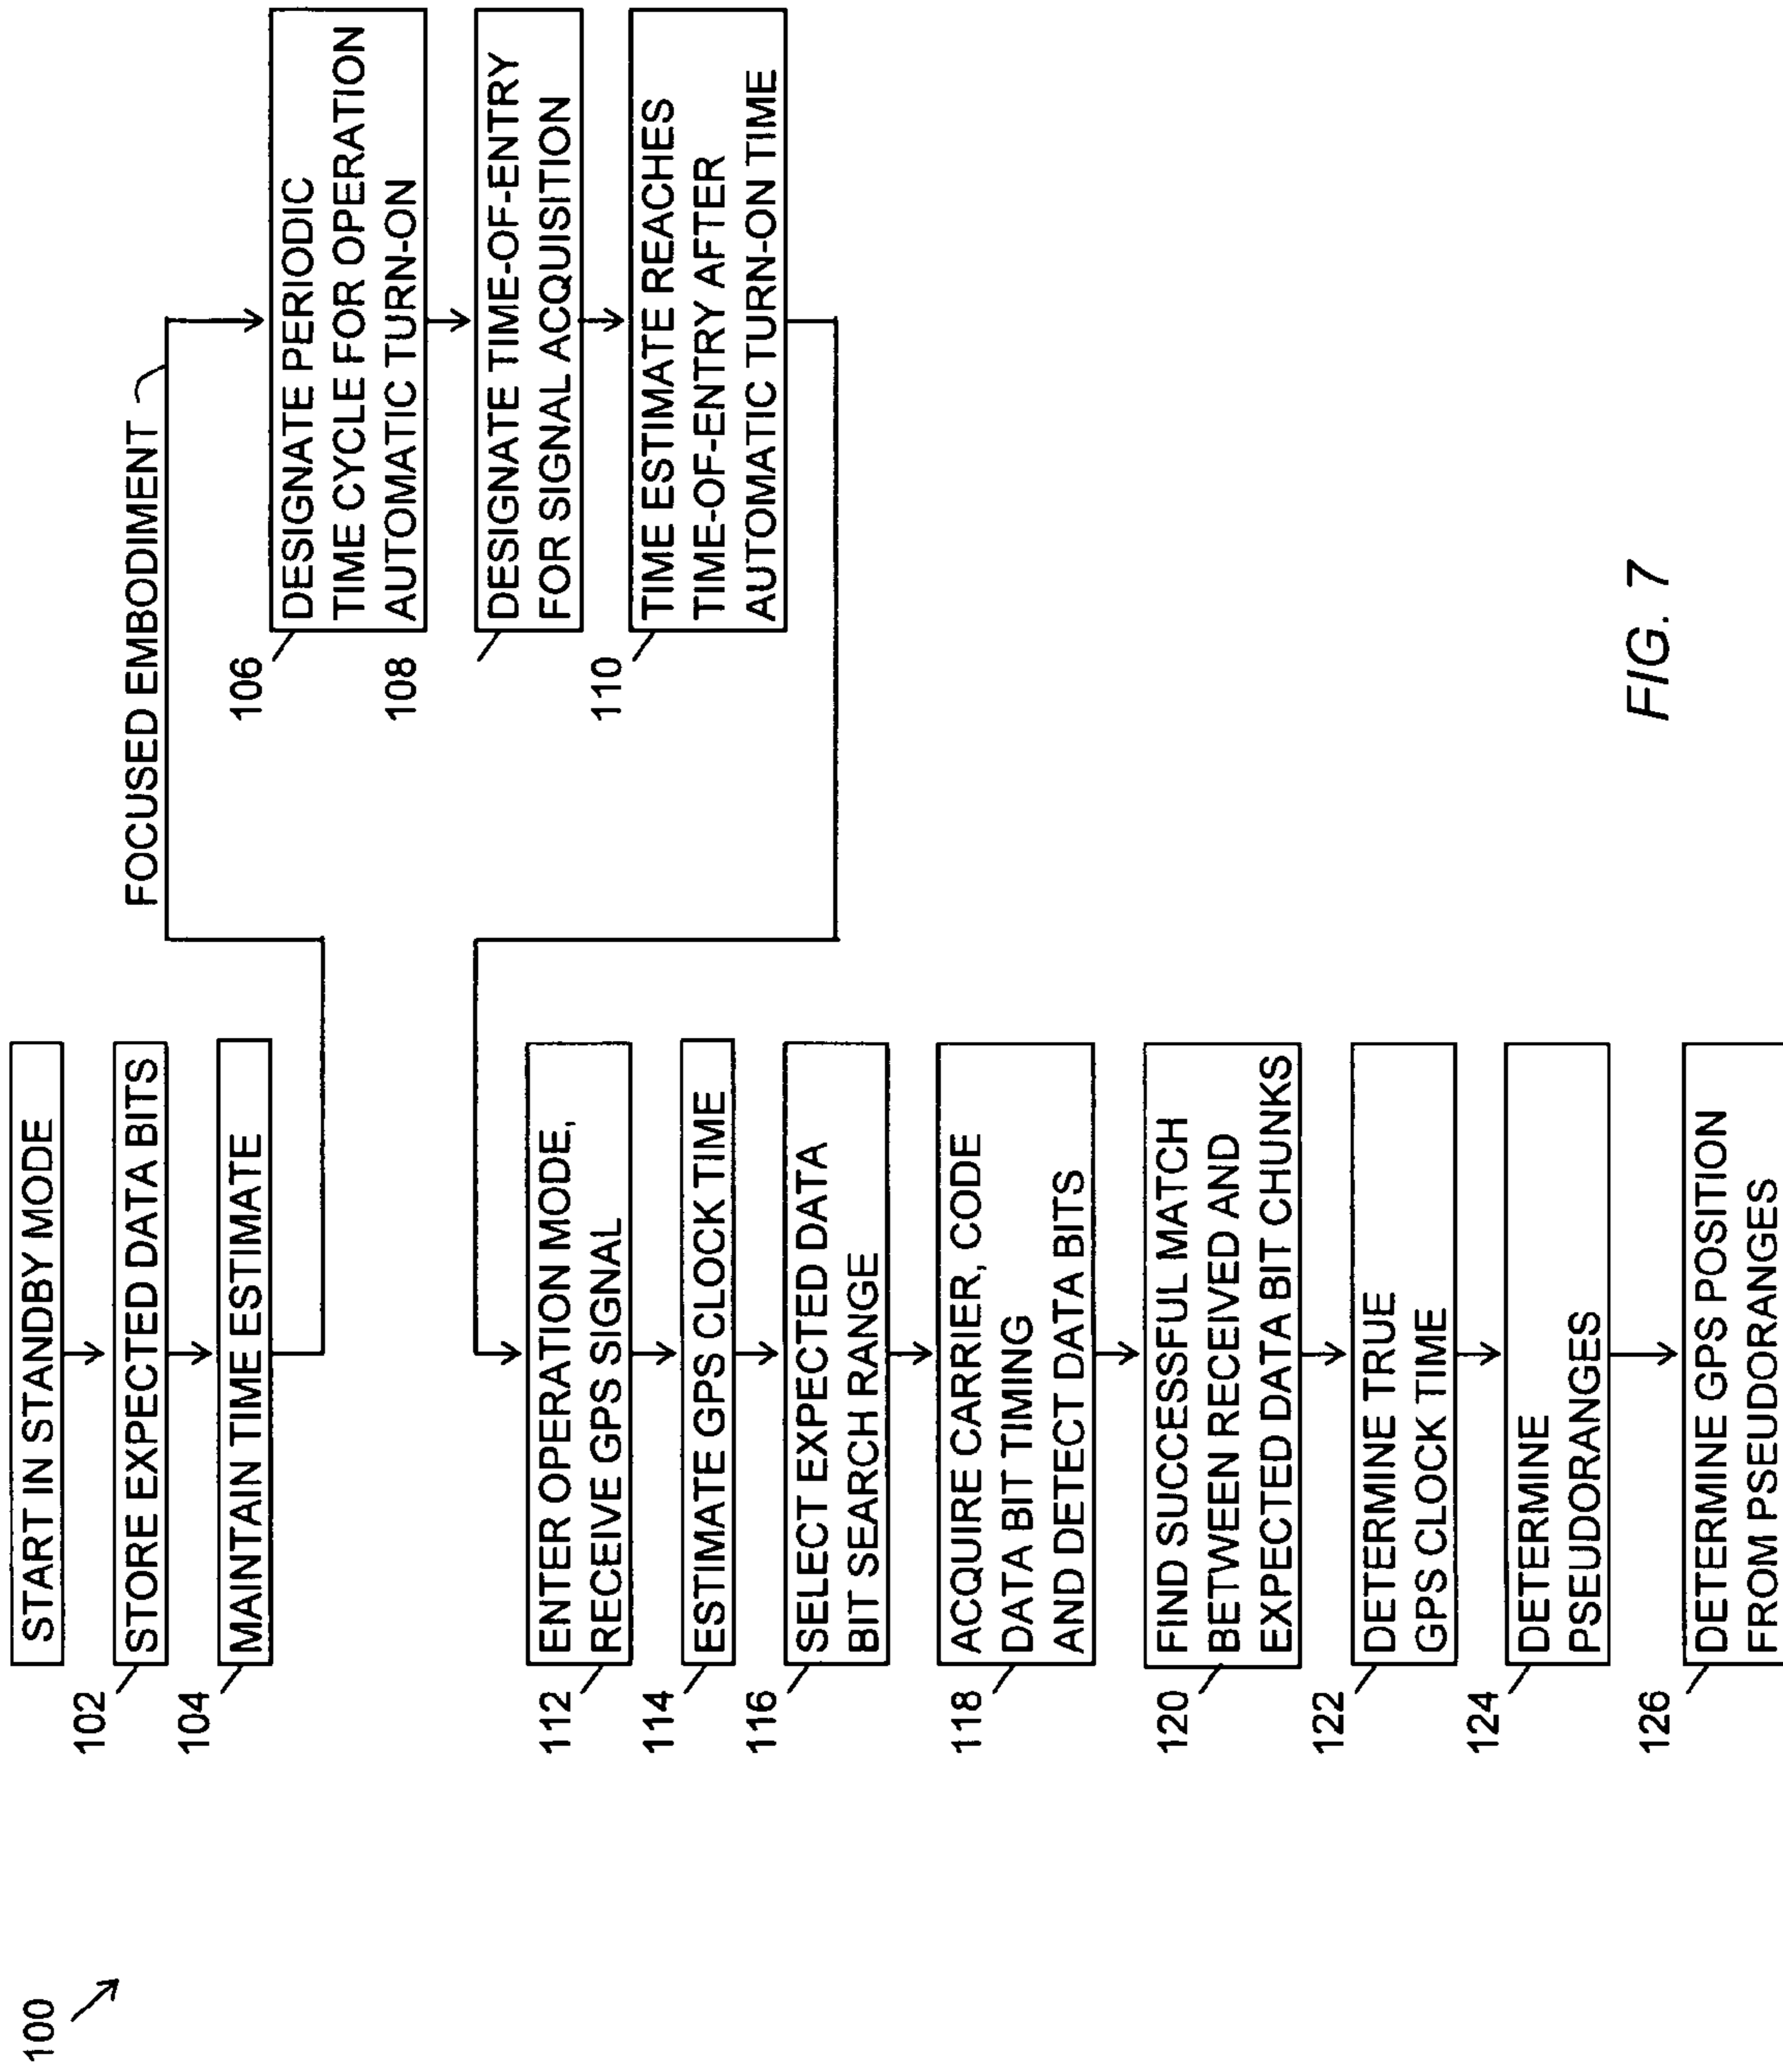 100
START IN STANDBY MODE
102
STORE EXPECTED DATA BITS
104
MAINTAIN TIME ESTIMATE
FOCUSED EMBODIMENT
106
DESIGNATE PERIODIC
TIME CYCLE FOR OPERATION
AUTOMATIC TURN-ON
108
DESIGNATE TIME-OF-ENTRY
FOR SIGNAL ACQUISITION
110
TIME ESTIMATE REACHES
TIME-OF-ENTRY AFTER
AUTOMATIC TURN-ON TIME
112
ENTER OPERATION MODE,
RECEIVE GPS SIGNAL
114
ESTIMATE GPS CLOCK TIME
116
SELECT EXPECTED DATA
BIT SEARCH RANGE
118
ACQUIRE CARRIER, CODE
DATA BIT TIMING
AND DETECT DATA BITS
120
FIND SUCCESSFUL MATCH
BETWEEN RECEIVED AND
EXPECTED DATA BIT CHUNKS
122
DETERMINE TRUE
GPS CLOCK TIME
124
DETERMINE
PSEUDORANGES
126
DETERMINE GPS POSITION
FROM PSEUDORANGES
FIG. 7